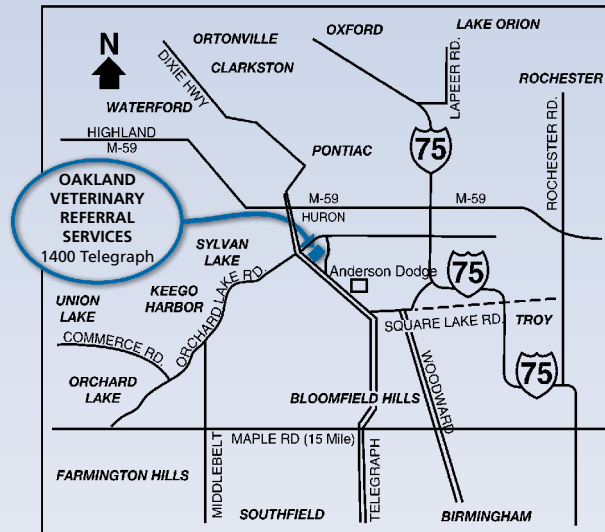 N
ORTONVILLE
OXFORD
LAKE ORION
DIXIE HWY
CLARKSTON
LAPEER RD.
ROCHESTER
WATERFORD
HIGHLAND
M-59
PONTIAC
75
ROCHESTER RD.
OAKLAND
VETERINARY
REFERRAL
SERVICES
1400 Telegraph
M-59
M-59
HURON
SYLVAN
LAKE
Anderson Dodge
75
KEEGO
HARBOR
ORCHARD LAKE RD.
UNION
LAKE
SQUARE LAKE RD.
TROY
COMMERCE RD.
WOODWARD
75
ORCHARD
LAKE
BLOOMFIELD HILLS
MAPLE RD (15 Mile)
MIDDLEBELT
TELEGRAPH
FARMINGTON HILLS
SOUTHFIELD
BIRMINGHAM